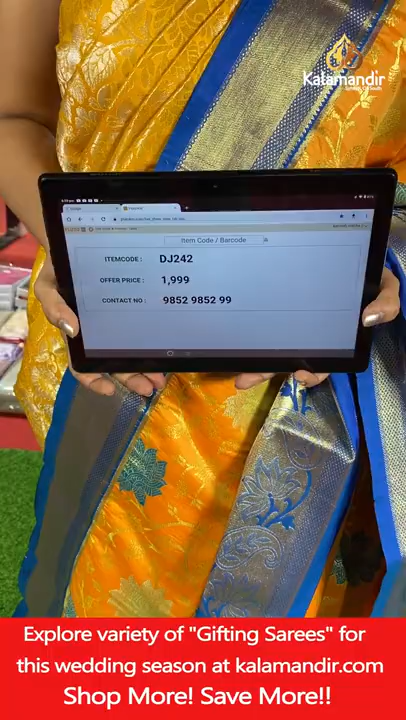 Kalamandir
Item Code / Barcode
ITEMCODE : DJ242
OFFER PRICE : 1,999
CONTACT NO : 9852 9852 99
Explore variety of "Gifting Sarees" for
this wedding season at kalamandir.com
Shop More! Save More!!